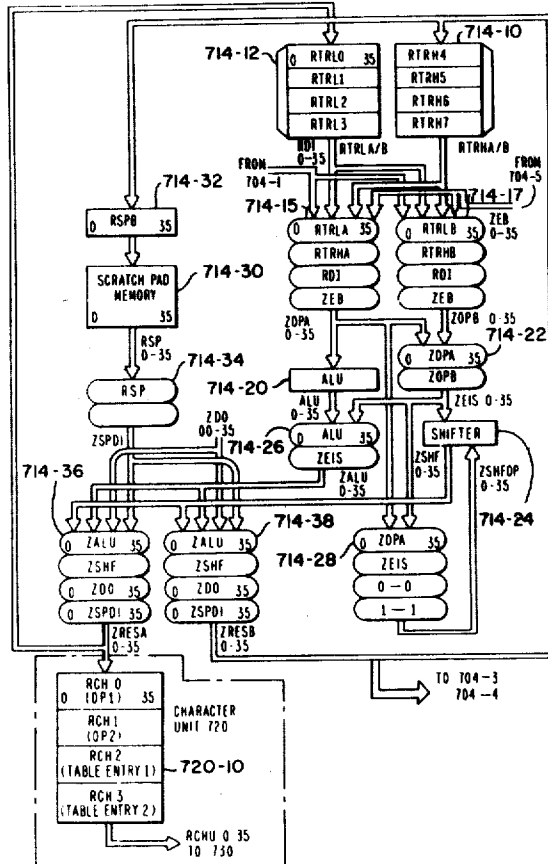 714-12
714-10
0 RTRL0 35
RTRL1
RTRL2
RTRL3
RTRH4
RTRH5
RTRH6
RTRH7
RDI
0-35
RTRLA/B
RTRHA/B
FROM
704-1
FROM
704-5
714-15
714-17
ZEB
0-35
714-32
0 RSPB 35
714-30
SCRATCH PAD
MEMORY
0 35
RSP
0-35
714-34
RSP
ZSPDI
0 RTRLA 35
RTRHA
RDI
ZEB
0 RTRLB 35
RTRHB
RDI
ZEB
ZOPA
0-35
ZOPB 0-35
714-22
0 ZOPA 35
ZOPB
714-20
ALU
ALU
0-35
ZEIS 0-35
ZDO
00-35
714-26
0 ALU 35
ZEIS
SHIFTER
ZALU
0-35
ZSHF
0-35
ZSHFOP
0-35
714-24
714-36
714-38
714-28
0 ZALU 35
ZSHF
0 ZDO 35
0 ZSPDI 35
0 ZALU 35
ZSHF
0 ZDO 35
0 ZSPDI 35
0 ZOPA 35
ZEIS
0—0
1—1
ZRESA
0-35
ZRESB
0-35
TO 704-3
704-4
RCH 0
0 (OP1) 35
RCH 1
(OP2)
RCH 2
(TABLE ENTRY 1)
RCH 3
(TABLE ENTRY 2)
CHARACTER
UNIT 720
720-10
RCHU 0 35
TO 730